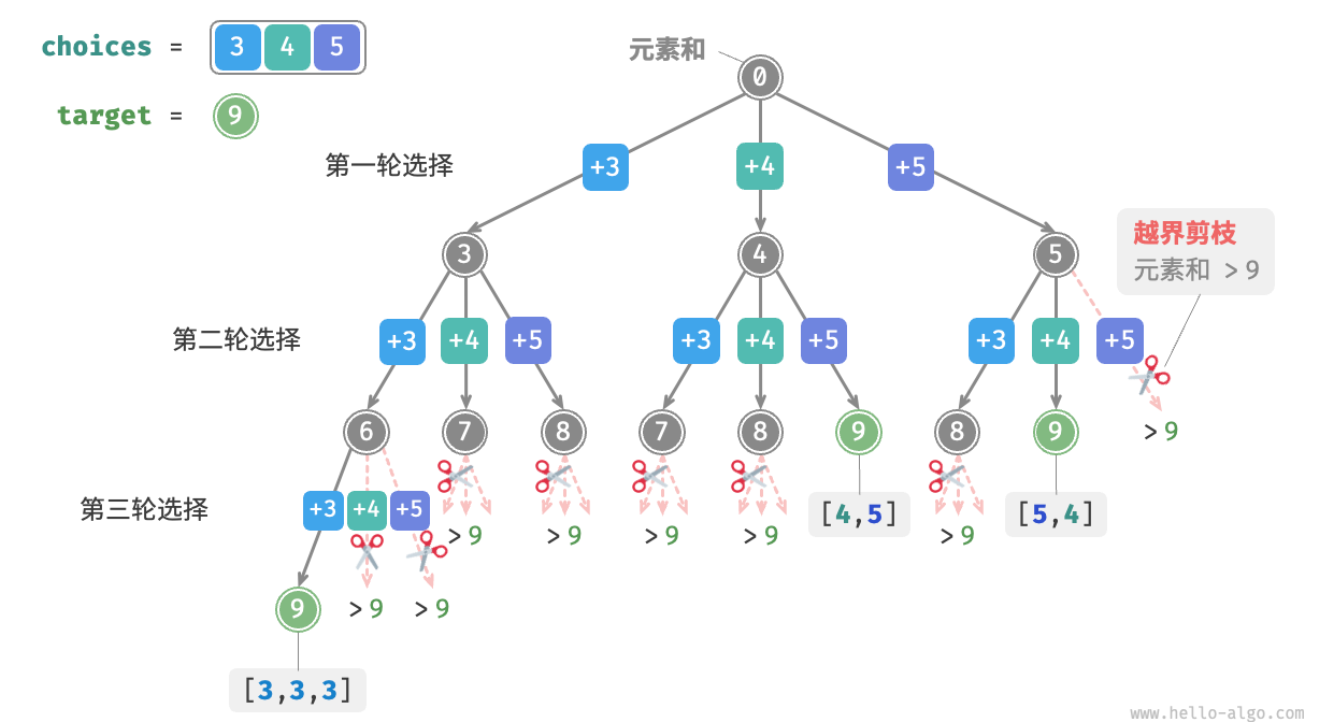 choices = 3 4 5
元素和
0
target = 9
第一轮选择
+3 +4 +5
3 4 5
越界剪枝
元素和 > 9
第二轮选择
+3 +4 +5 +3 +4 +5 +3 +4 +5
6 7 8 7 8 9 8 9 > 9
第三轮选择
+3 +4 +5
[4,5] [5,4]
> 9 > 9 > 9 > 9 > 9
9 > 9 > 9
[3,3,3]
www.hello-algo.com